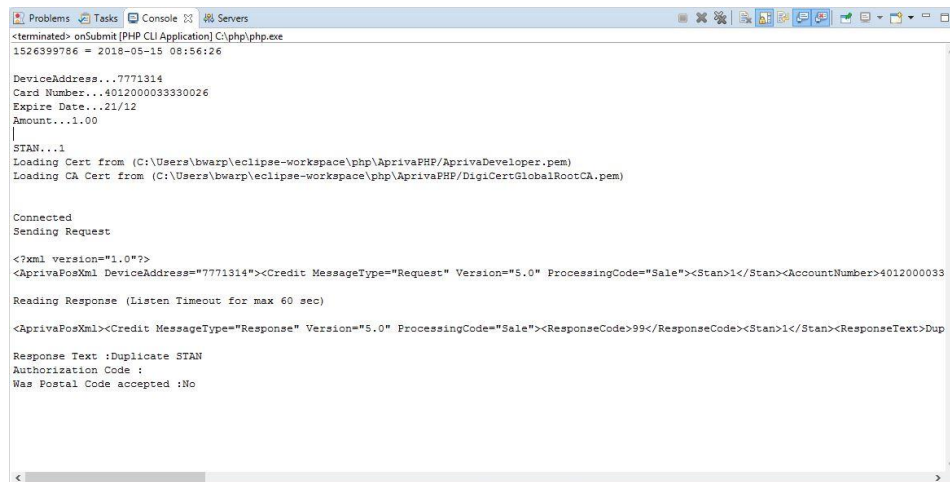 Problems Tasks Console Servers
<terminated> onSubmit [PHP CLI Application] C:\php\php.exe
1526399786 = 2018-05-15 08:56:26
DeviceAddress...7771314
Card Number...4012000033330026
Expire Date...21/12
Amount...1.00
STAN...1
Loading Cert from (C:\Users\bwarp\eclipse-workspace\php\AprivaPHP/AprivaDeveloper.pem)
Loading CA Cert from (C:\Users\bwarp\eclipse-workspace\php\AprivaPHP/DigiCertGlobalRootCA.pem)
Connected
Sending Request
<?xml version="1.0"?>
<AprivaPosXml DeviceAddress="7771314"><Credit MessageType="Request" Version="5.0" ProcessingCode="Sale"><Stan>1</Stan><AccountNumber>4012000033
Reading Response (Listen Timeout for max 60 sec)
<AprivaPosXml><Credit MessageType="Response" Version="5.0" ProcessingCode="Sale"><ResponseCode>99</ResponseCode><Stan>1</Stan><ResponseText>Dup
Response Text :Duplicate STAN
Authorization Code :
Was Postal Code accepted :No